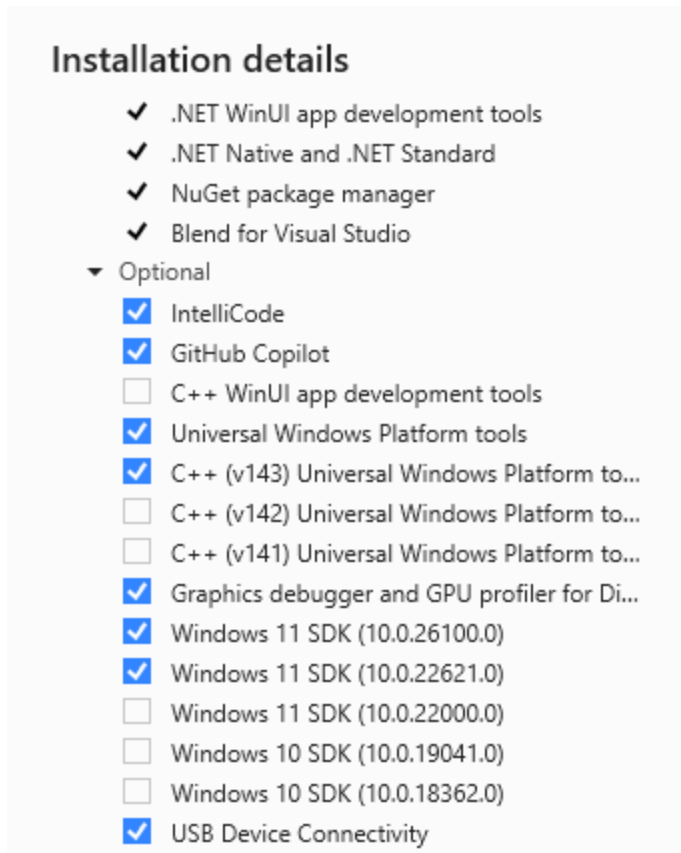 Installation details
.NET WinUI app development tools
.NET Native and .NET Standard
NuGet package manager
Blend for Visual Studio
Optional
IntelliCode
GitHub Copilot
C++ WinUI app development tools
Universal Windows Platform tools
C++ (v143) Universal Windows Platform to...
C++ (v142) Universal Windows Platform to...
C++ (v141) Universal Windows Platform to...
Graphics debugger and GPU profiler for Di...
Windows 11 SDK (10.0.26100.0)
Windows 11 SDK (10.0.22621.0)
Windows 11 SDK (10.0.22000.0)
Windows 10 SDK (10.0.19041.0)
Windows 10 SDK (10.0.18362.0)
USB Device Connectivity